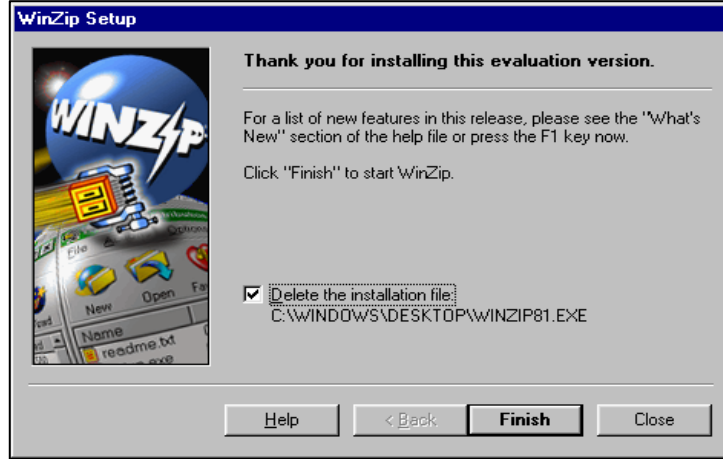 WinZip Setup
Thank you for installing this evaluation version.
For a list of new features in this release, please see the "What's
New" section of the help file or press the F1 key now.
Click "Finish" to start WinZip.
WINZIP
File
Options
New
Open
Name
readme.txt
Delete the installation file:
C:\WINDOWS\DESKTOP\WINZIP81.EXE
Help
< Back
Finish
Close